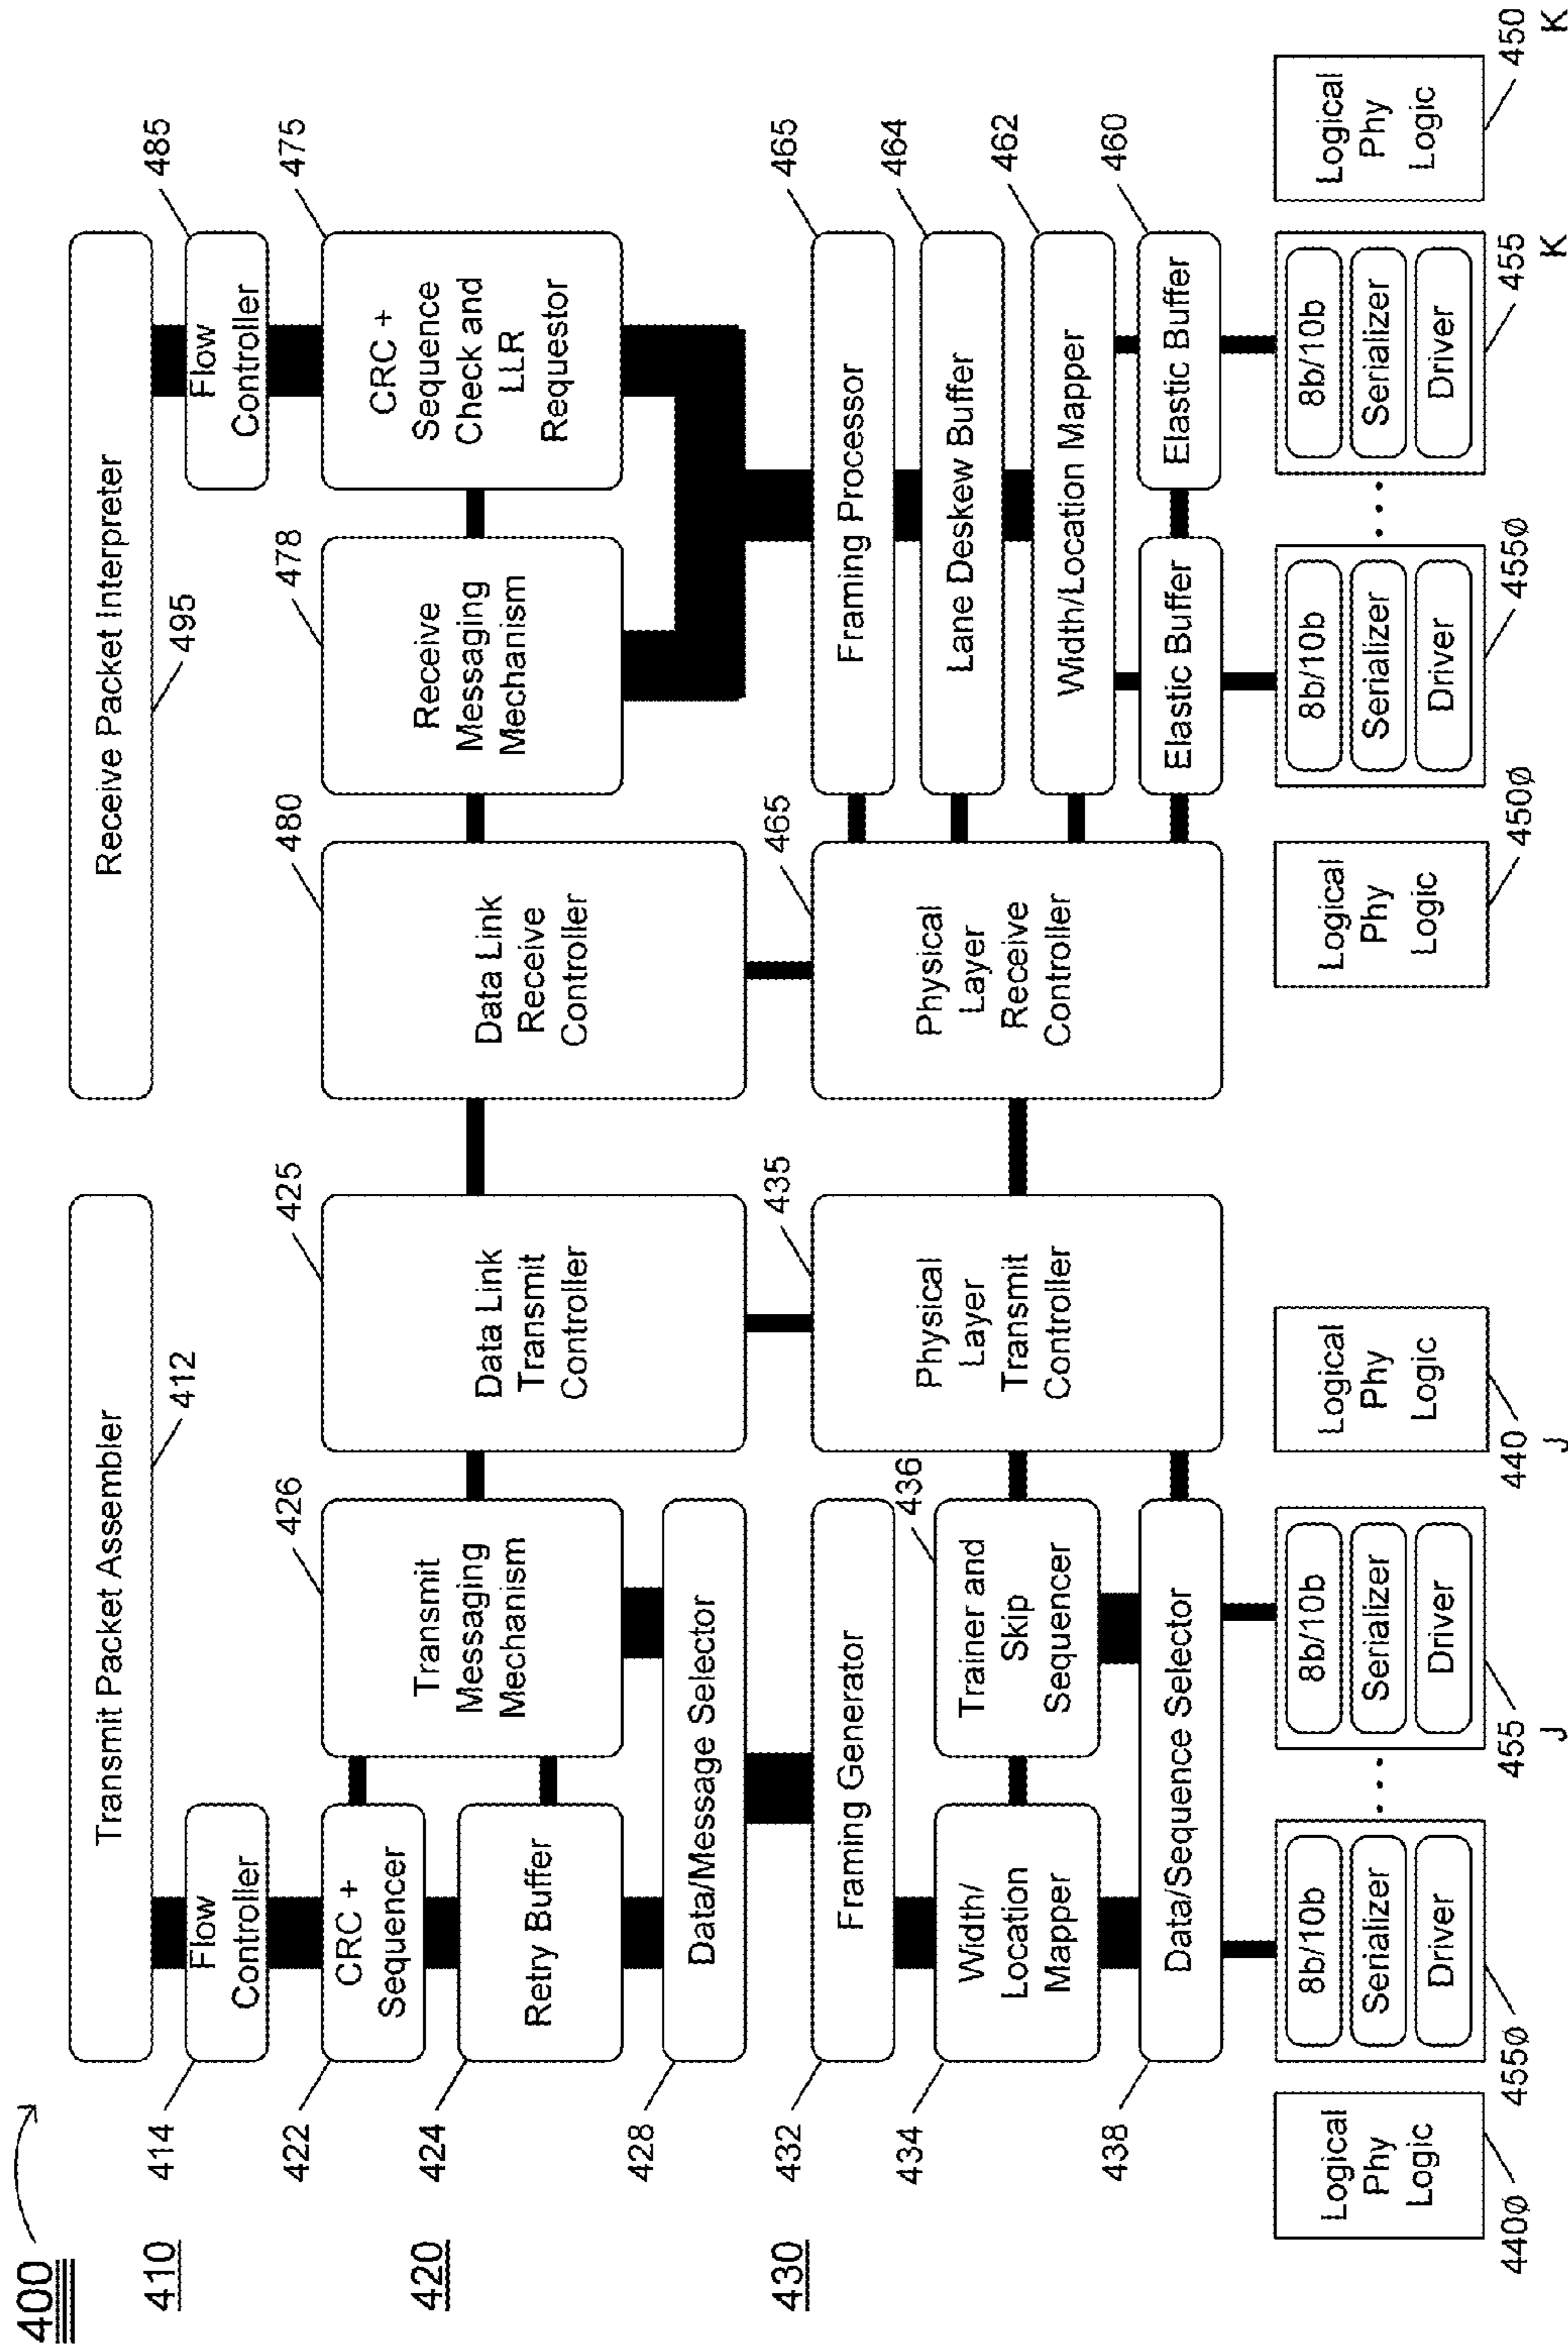 400
410
420
430
Transmit Packet Assembler
412
Receive Packet Interpreter
495
414
Flow
Controller
Flow
Controller
485
422
CRC +
Sequencer
424
Retry Buffer
426
Transmit
Messaging
Mechanism
425
Data Link
Transmit
Controller
480
Data Link
Receive
Controller
478
Receive
Messaging
Mechanism
475
CRC +
Sequence
Check and
LLR
Requestor
428
Data/Message Selector
432
Framing Generator
434
Width/
Location
Mapper
436
Trainer and
Skip
Sequencer
438
Data/Sequence Selector
435
Physical
Layer
Transmit
Controller
465
Physical
Layer
Receive
Controller
Framing Processor
465
Lane Deskew Buffer
464
Width/Location Mapper
462
Elastic Buffer
Elastic Buffer
460
Logical
Phy
Logic
440Ø
8b/10b
Serializer
Driver
455Ø
...
8b/10b
Serializer
Driver
455
J
Logical
Phy
Logic
440
J
Logical
Phy
Logic
450Ø
8b/10b
Serializer
Driver
455Ø
...
8b/10b
Serializer
Driver
455
K
Logical
Phy
Logic
450
K